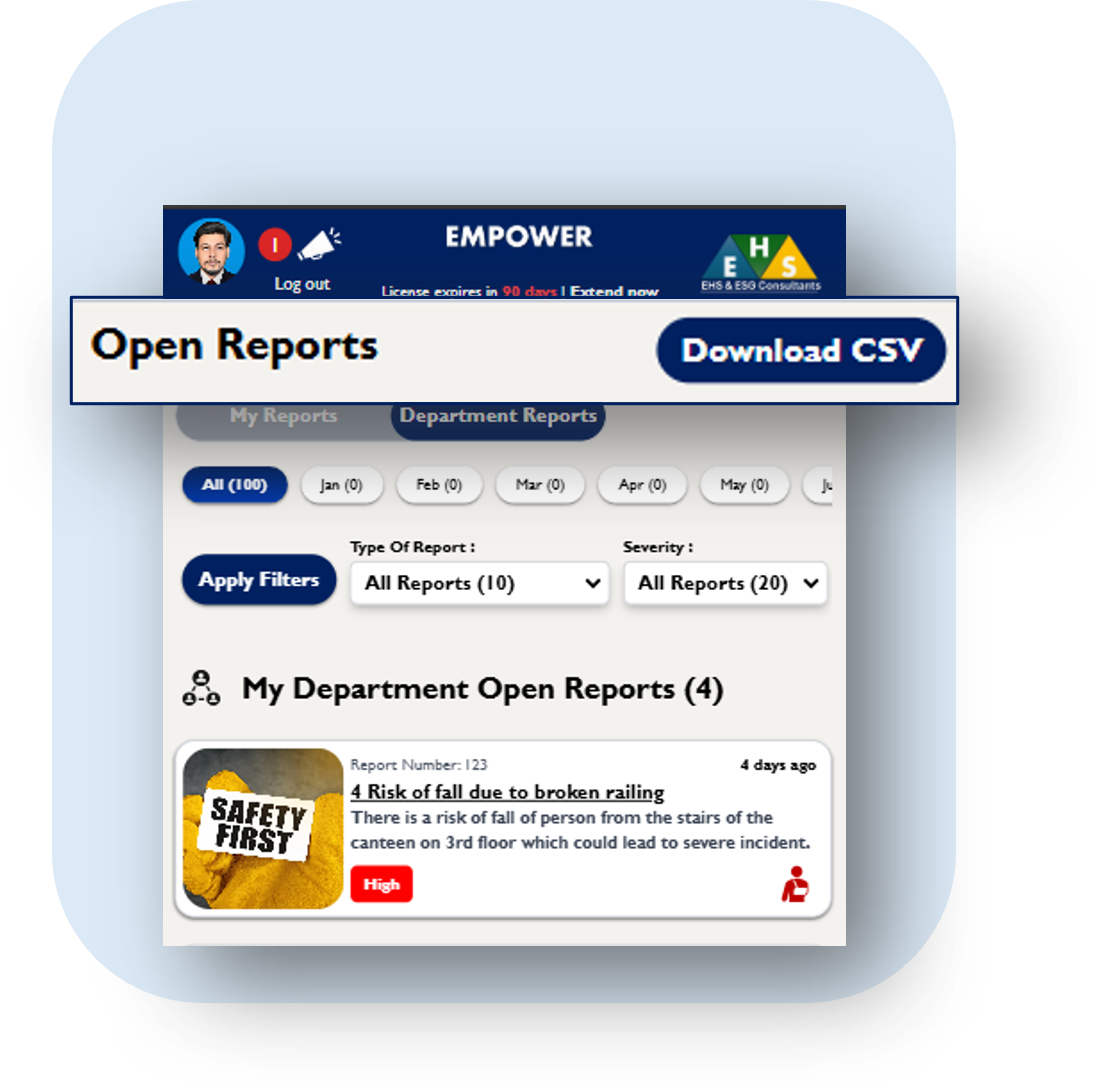 I
EMPOWER
Log out
License expires in 90 days | Extend now
E H S
EHS & ESG Consultants
Open Reports
Download CSV
My Reports
Department Reports
All (100)
Jan (0)
Feb (0)
Mar (0)
Apr (0)
May (0)
Ju
Type Of Report :
Severity :
Apply Filters
All Reports (10)
All Reports (20)
My Department Open Reports (4)
SAFETY
FIRST
Report Number: 123
4 days ago
4 Risk of fall due to broken railing
There is a risk of fall of person from the stairs of the
canteen on 3rd floor which could lead to severe incident.
High